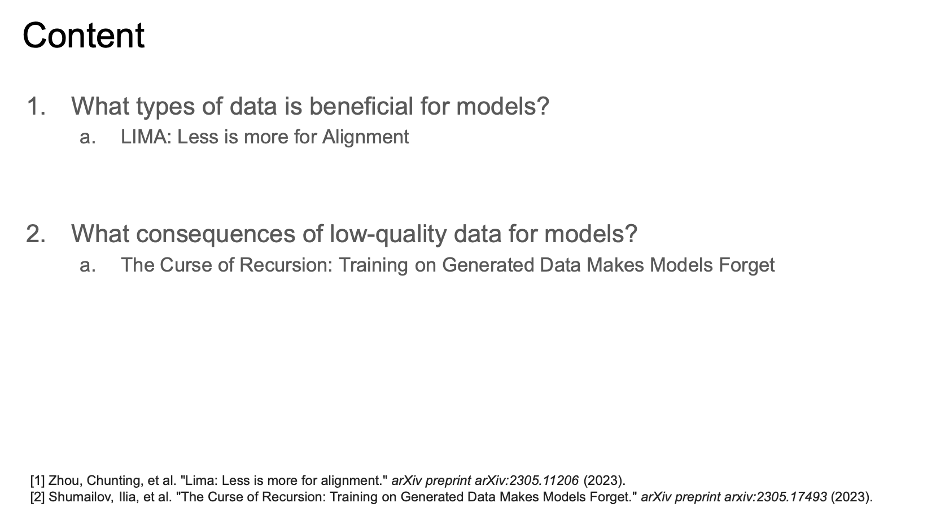 Content
1. What types of data is beneficial for models?
a. LIMA: Less is more for Alignment
2. What consequences of low-quality data for models?
a. The Curse of Recursion: Training on Generated Data Makes Models Forget
[1] Zhou, Chunting, et al. "Lima: Less is more for alignment." arXiv preprint arXiv:2305.11206 (2023).
[2] Shumailov, Ilia, et al. "The Curse of Recursion: Training on Generated Data Makes Models Forget." arXiv preprint arxiv:2305.17493 (2023).